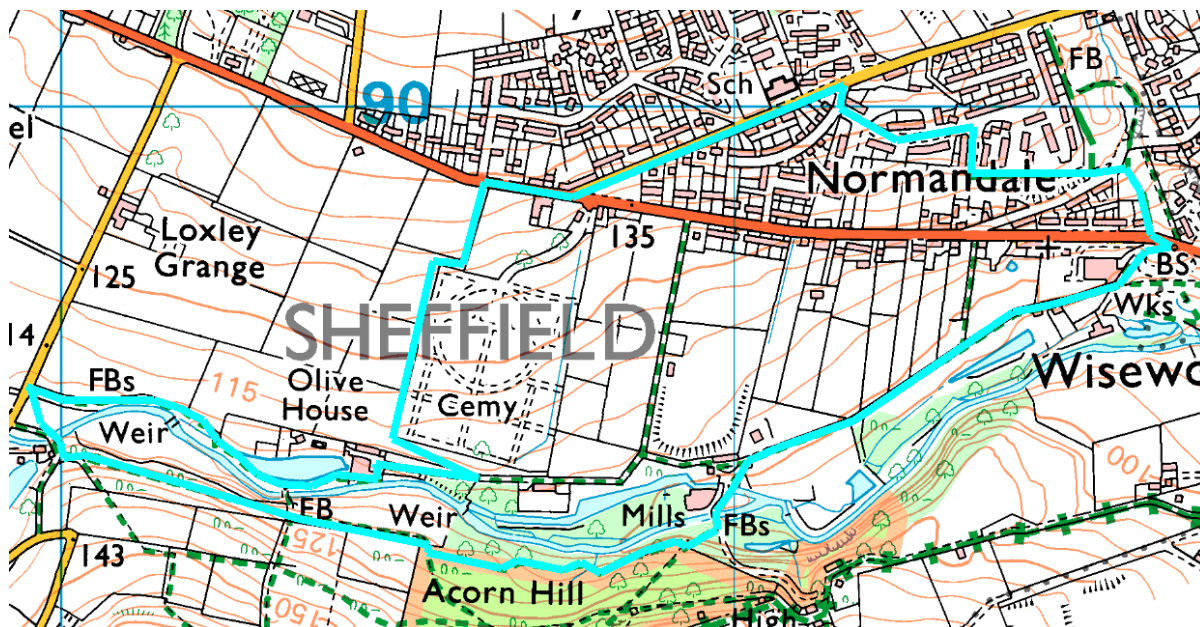 FB
Sch
90
el
Normandale
Loxley
Grange
135
125
BS
Wks
SHEFFIELD
14
Wisewo
FBs
115
Olive
House
Cemy
Weir
100
FB
Weir
Mills
FBs
125
143
Acorn Hill
150
High